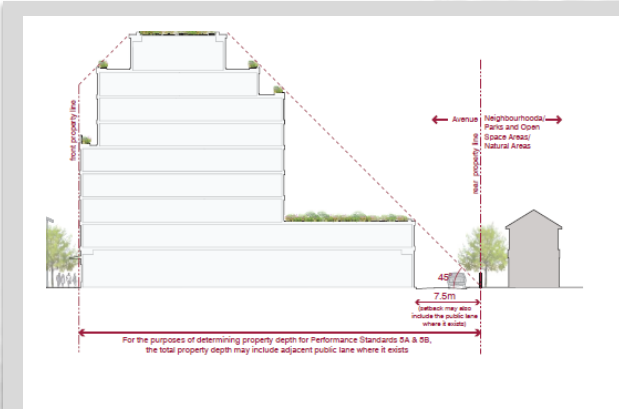 front property line
Avenue
Neighbourhooda/
Parks and Open
Space Areas/
Natural Areas
rear property line
45
7.5m
(setback may also
include the public lane
where it exists)
For the purposes of determining property depth for Performance Standards 5A & 5B,
the total property depth may include adjacent public lane where it exists